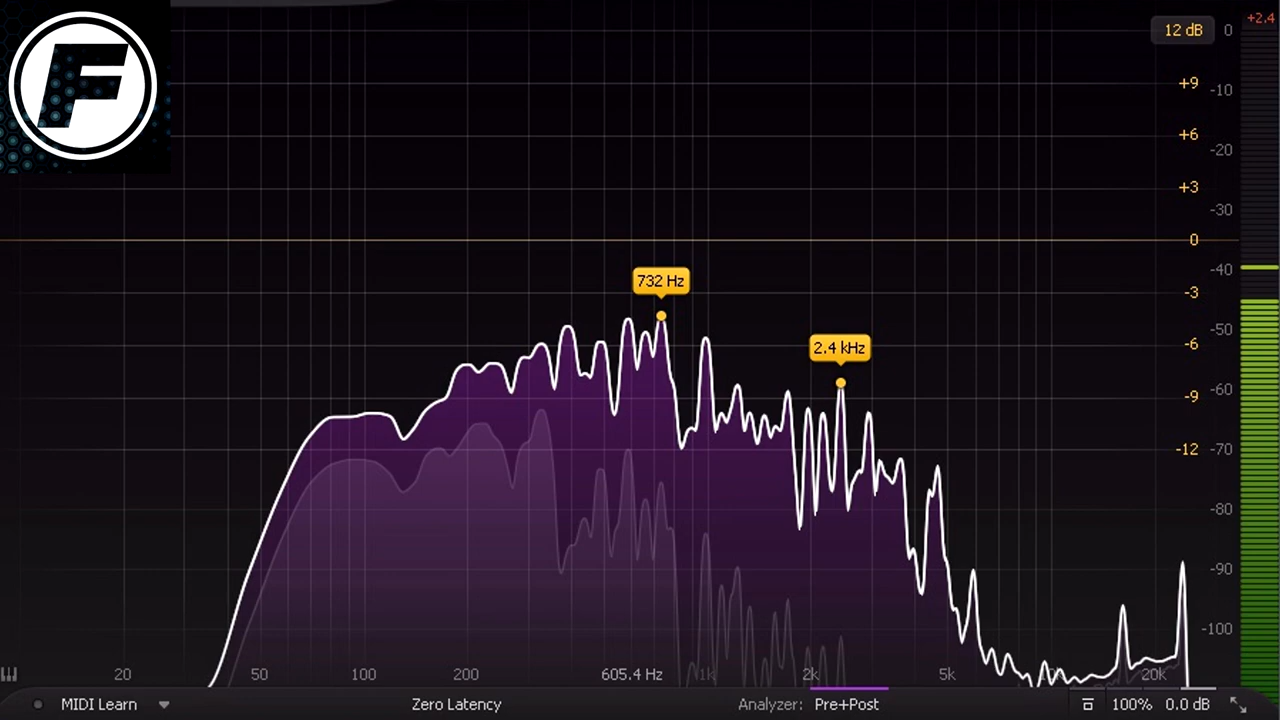 F
12 dB
0
+2.4
+9
-10
+6
-20
+3
-30
0
-40
732 Hz
-3
-50
2.4 kHz
-6
-60
-9
-12
-70
-80
-90
-100
20
50
100
200
605.4 Hz
1k
2k
5k
20k
MIDI Learn
Zero Latency
Analyzer: Pre+Post
100%
0.0 dB